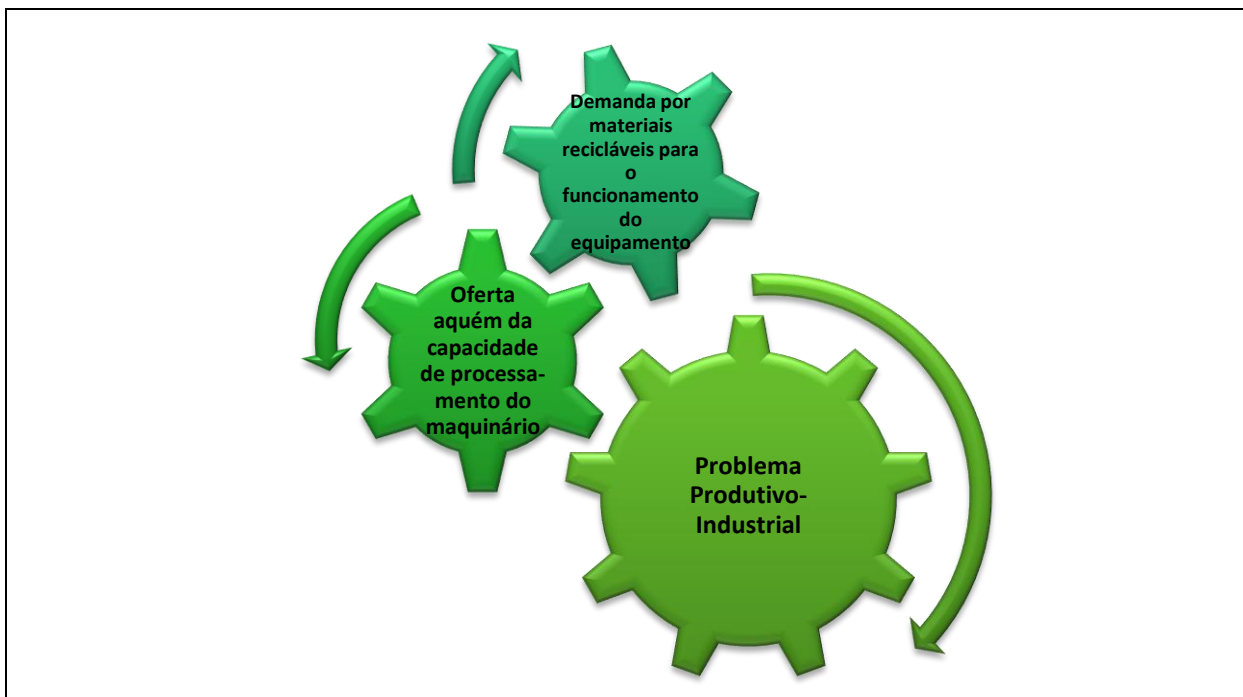 Demanda por
materiais
recicláveis para
o
funcionamento
do
equipamento
Oferta
aquém da
capacidade
de processa-
mento do
maquinário
Problema
Produtivo-
Industrial